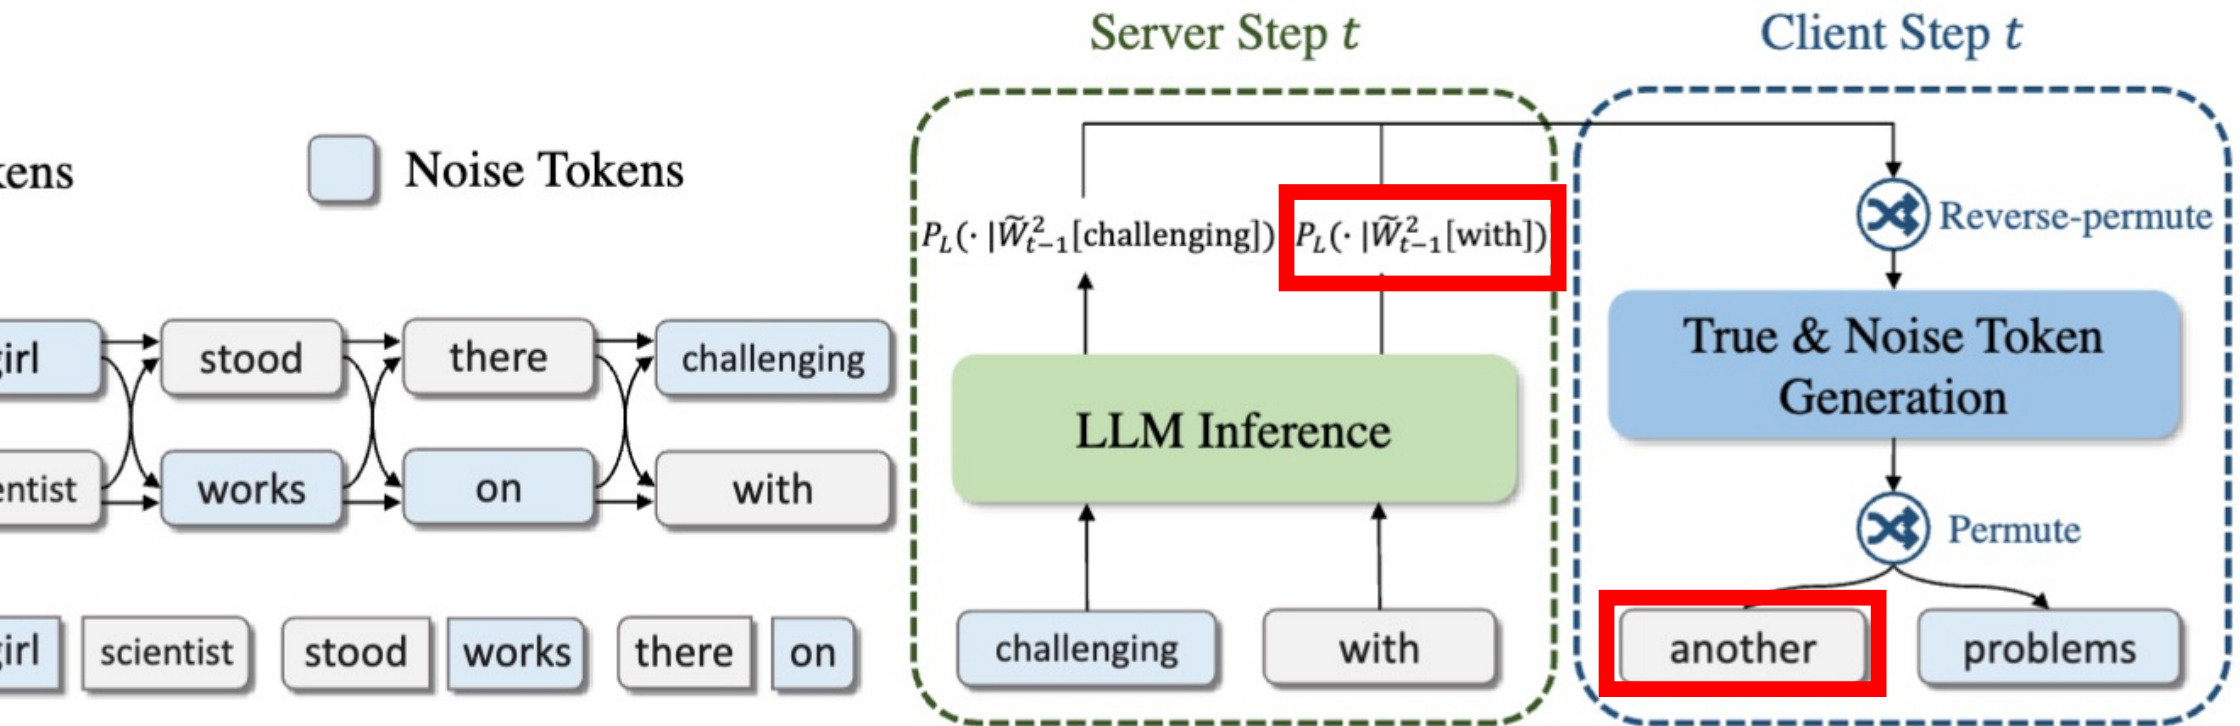 Server Step t
Client Step t
kens
Noise Tokens
P_L(· |W̃²_{t−1}[challenging])
P_L(· |W̃²_{t−1}[with])
Reverse-permute
girl
stood
there
challenging
True & Noise Token
Generation
LLM Inference
entist
works
on
with
Permute
girl
scientist
stood
works
there
on
challenging
with
another
problems